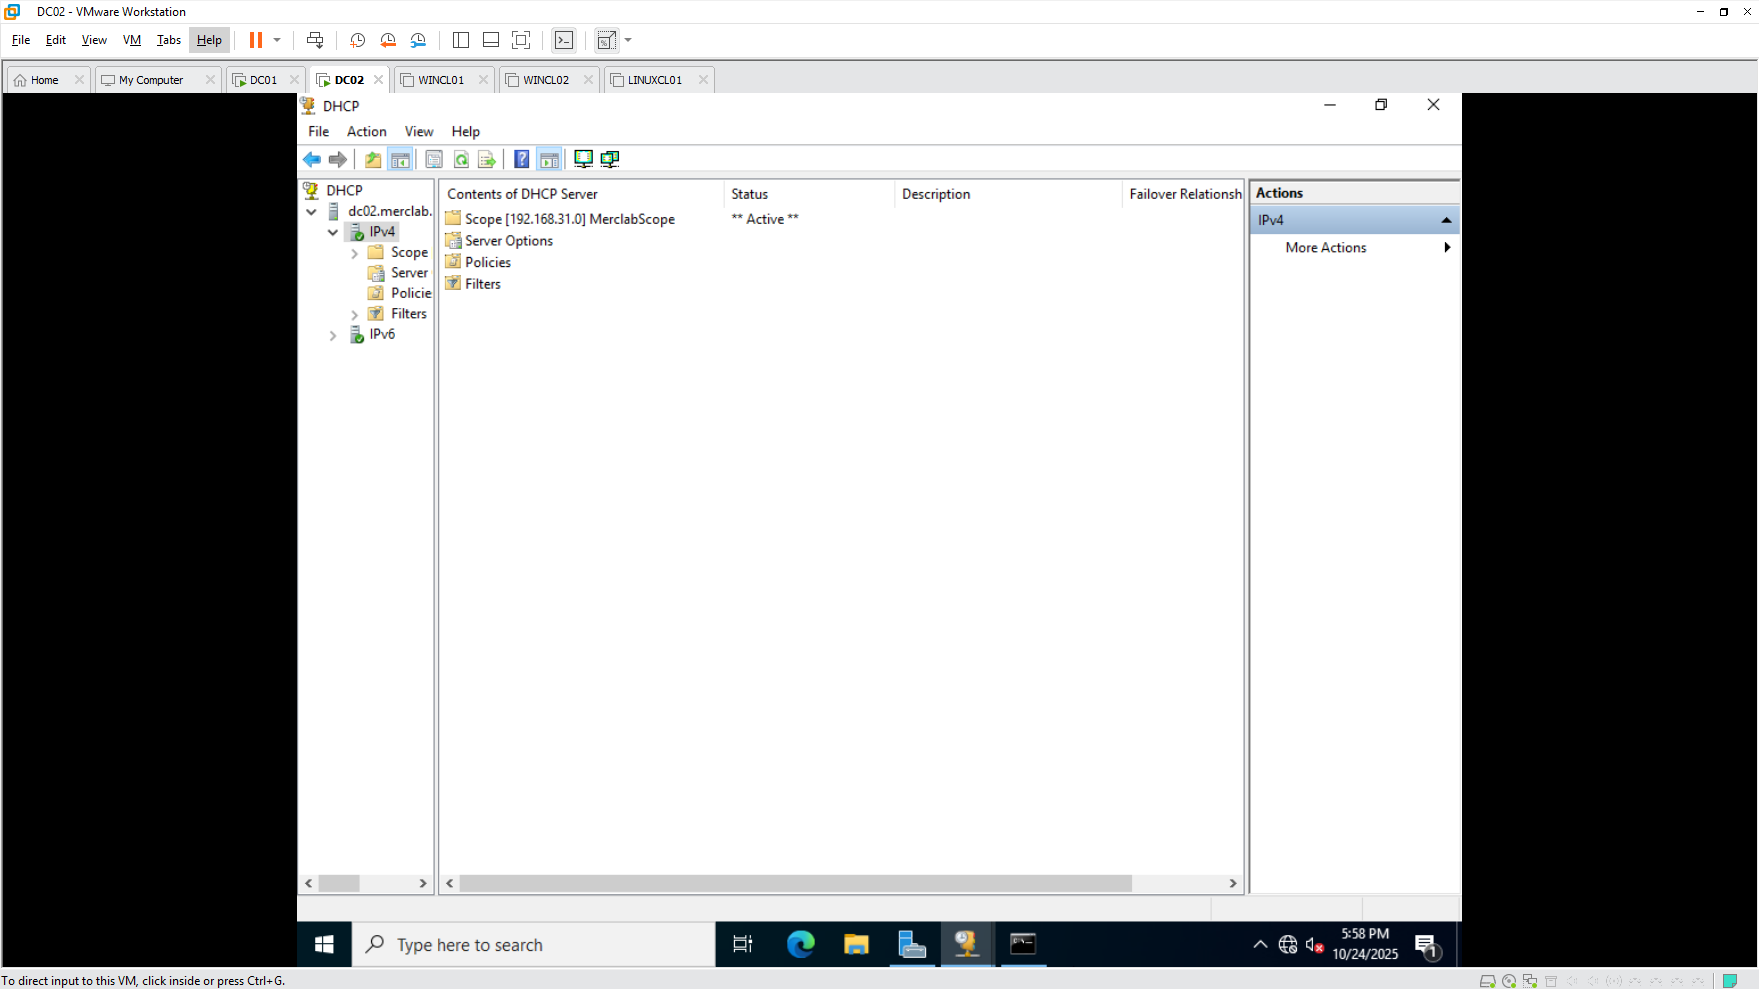 DC02 - VMware Workstation
File Edit View VM Tabs Help
Home My Computer DC01 DC02 WINCL01 WINCL02 LINUXCL01
DHCP
File Action View Help
DHCP
dc02.merclab.
IPv4
Scope
Server
Policie
Filters
IPv6
Contents of DHCP Server Status Description Failover Relationsh
Scope [192.168.31.0] MerclabScope ** Active **
Server Options
Policies
Filters
Actions
IPv4
More Actions
Type here to search
5:58 PM
10/24/2025
1
To direct input to this VM, click inside or press Ctrl+G.